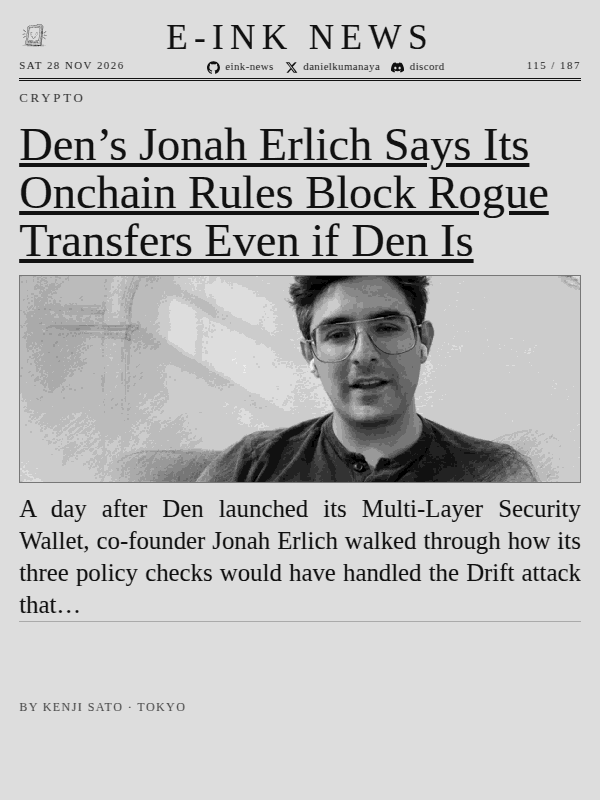 E-INK NEWS
SAT 28 NOV 2026
eink-news danielkumanaya discord
115 / 187
CRYPTO
Den’s Jonah Erlich Says Its
Onchain Rules Block Rogue
Transfers Even if Den Is
A day after Den launched its Multi-Layer Security
Wallet, co-founder Jonah Erlich walked through how its
three policy checks would have handled the Drift attack
that…
BY KENJI SATO · TOKYO